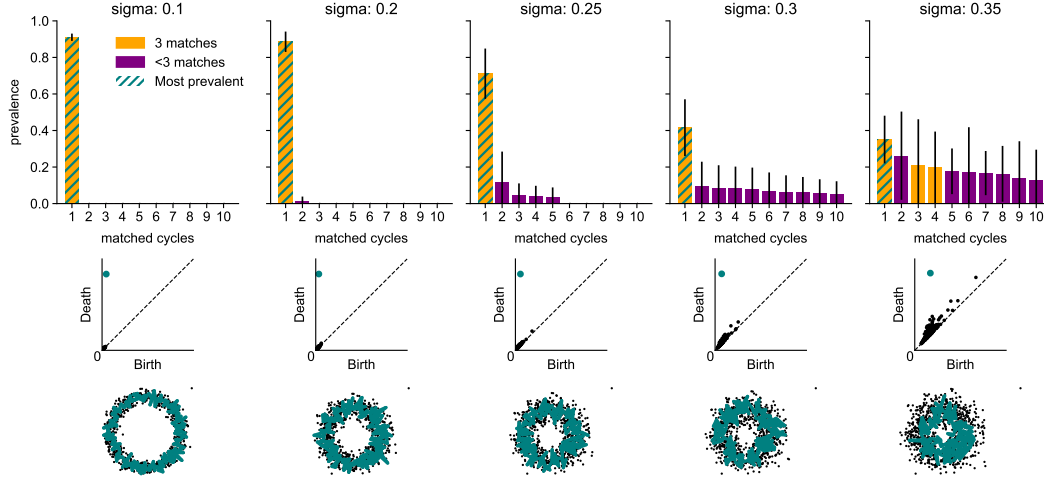 sigma: 0.1 sigma: 0.2 sigma: 0.25 sigma: 0.3 sigma: 0.35
1.0
0.8
0.6
0.4
0.2
0.0
prevalence
3 matches
<3 matches
Most prevalent
1 2 3 4 5 6 7 8 9 10 1 2 3 4 5 6 7 8 9 10 1 2 3 4 5 6 7 8 9 10 1 2 3 4 5 6 7 8 9 10 1 2 3 4 5 6 7 8 9 10
matched cycles matched cycles matched cycles matched cycles matched cycles
Death Death Death Death Death
0 0 0 0 0
Birth Birth Birth Birth Birth